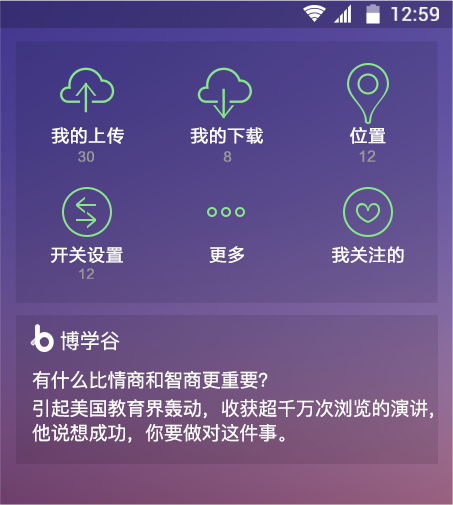 12:59
我的上传
我的下载
位置
30
8
12
开关设置
更多
我关注的
12
博学谷
有什么比情商和智商更重要?
引起美国教育界轰动，收获超千万次浏览的演讲，
他说想成功，你要做对这件事。